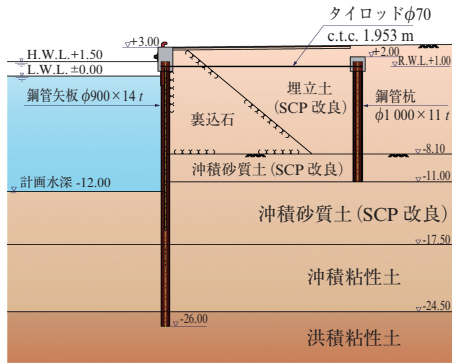 タイロッドφ70
c.t.c. 1.953 m
+3.00
H.W.L.+1.50
+2.00
R.W.L.+1.00
L.W.L.±0.00
鋼管矢板 φ900×14 t
埋立土
(SCP 改良)
裏込石
鋼管杭
φ1 000×11 t
-8.10
沖積砂質土(SCP 改良)
-11.00
計画水深 -12.00
沖積砂質土(SCP 改良)
-17.50
沖積粘性土
-24.50
-26.00
洪積粘性土